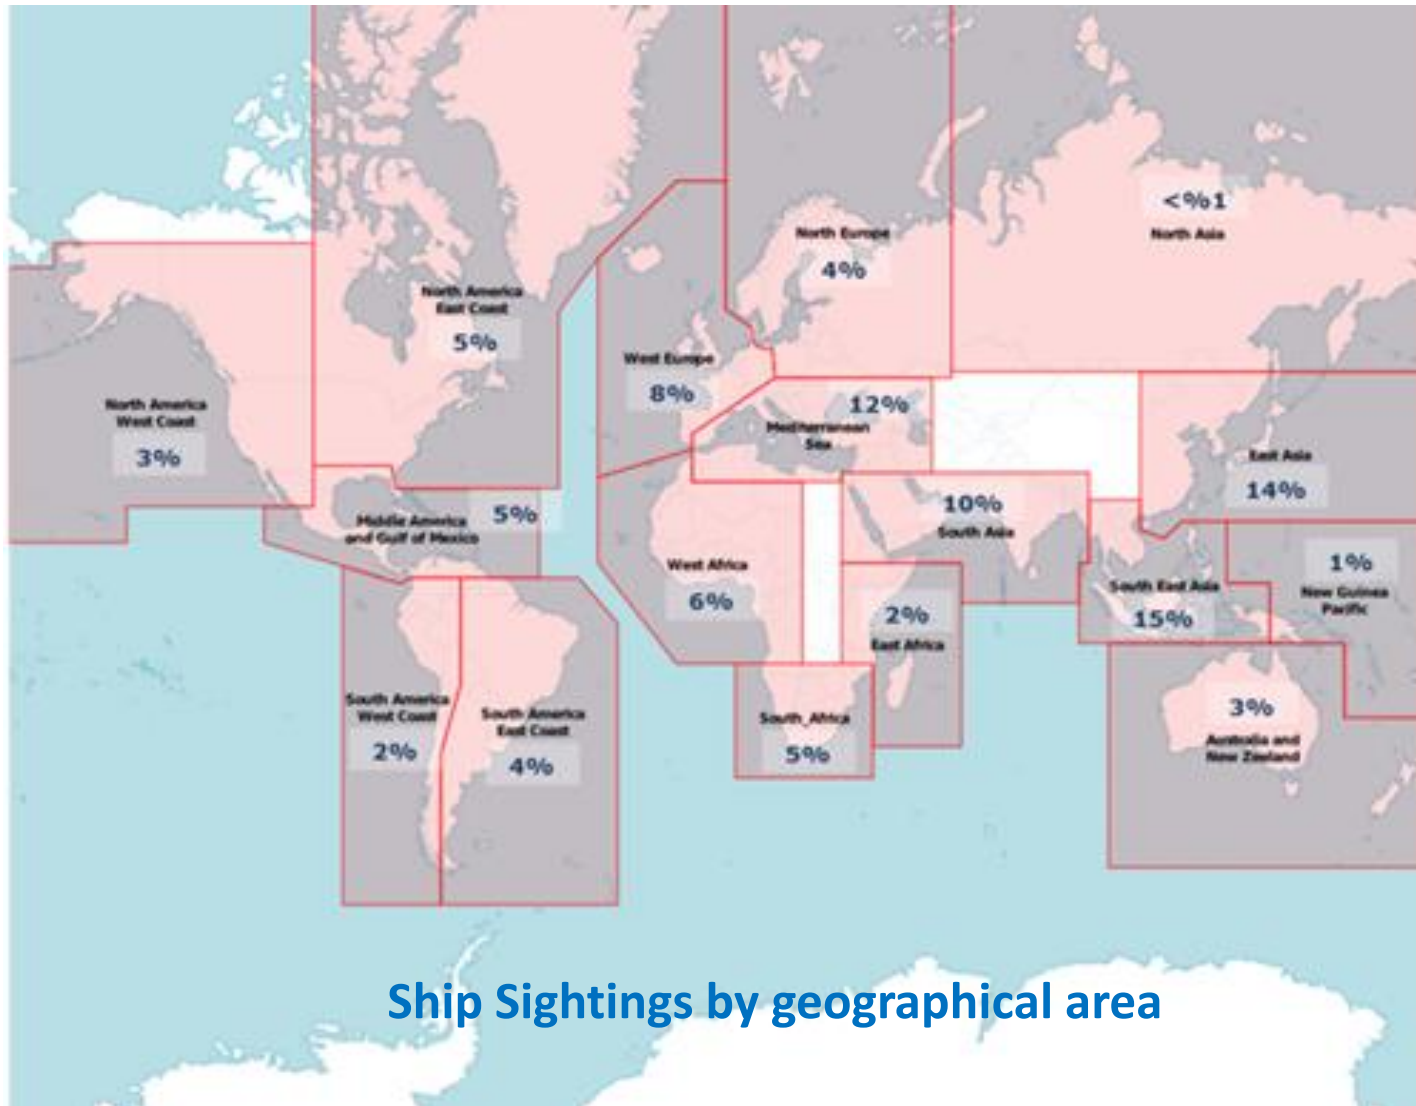 <%1
North Asia
North Europe
4%
North America
East Coast
5%
West Europe
8%
12%
Mediterranean
Sea
North America
West Coast
3%
East Asia
14%
10%
South Asia
5%
Middle America
and Gulf of Mexico
West Africa
6%
1%
New Guinea
Pacific
South East Asia
15%
2%
East Africa
South America
West Coast
2%
South America
East Coast
4%
South_Africa
5%
3%
Australia and
New Zealand
Ship Sightings by geographical area